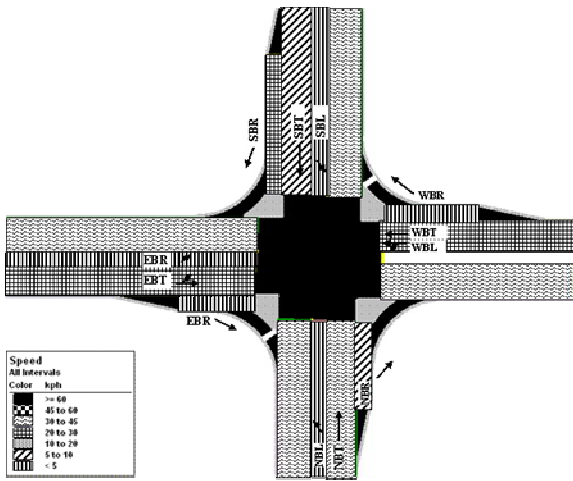 SBR
SBT
SBL
WBR
WBT
WBL
EBR
EBT
EBR
NBL
NBT
NBR
Speed
All Intervals
Color kph
>= 60
45 to 60
30 to 45
20 to 30
10 to 20
5 to 10
< 5